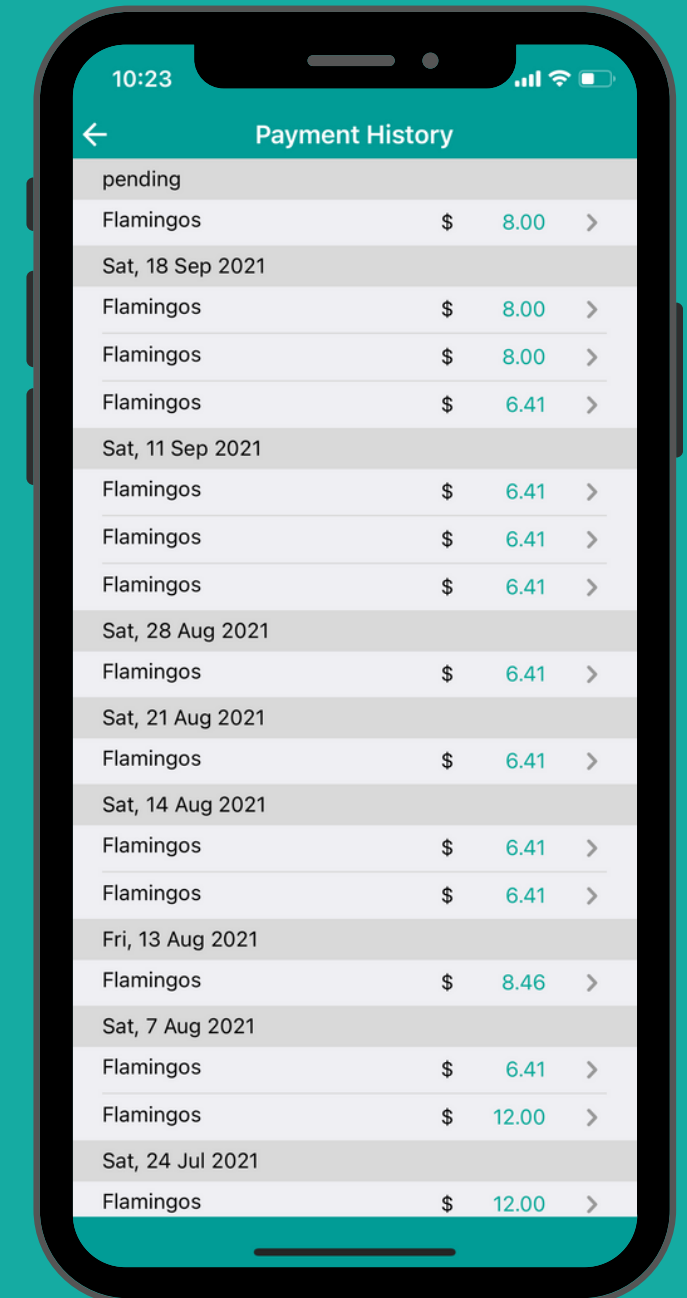 10:23
Payment History
pending
Flamingos $ 8.00
Sat, 18 Sep 2021
Flamingos $ 8.00
Flamingos $ 8.00
Flamingos $ 6.41
Sat, 11 Sep 2021
Flamingos $ 6.41
Flamingos $ 6.41
Flamingos $ 6.41
Sat, 28 Aug 2021
Flamingos $ 6.41
Sat, 21 Aug 2021
Flamingos $ 6.41
Sat, 14 Aug 2021
Flamingos $ 6.41
Flamingos $ 6.41
Fri, 13 Aug 2021
Flamingos $ 8.46
Sat, 7 Aug 2021
Flamingos $ 6.41
Flamingos $ 12.00
Sat, 24 Jul 2021
Flamingos $ 12.00